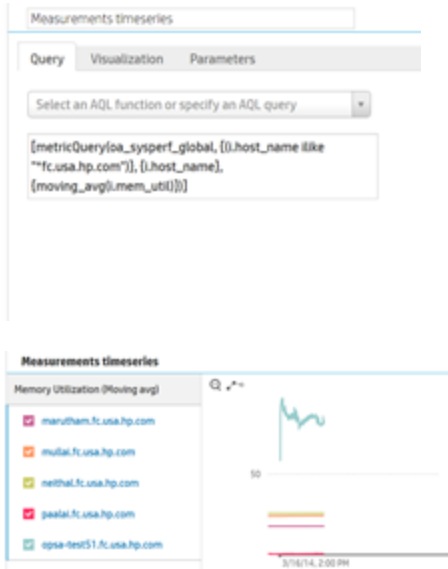 Measurements timeseries
Query Visualization Parameters
Select an AQL function or specify an AQL query
[metricQuery(oa_sysperf_global, {(i.host_name ilike
"*fc.usa.hp.com")}, {i.host_name},
{moving_avg(i.mem_util)})]
Measurements timeseries
Memory Utilization (Moving avg)
marutham.fc.usa.hp.com
mullai.fc.usa.hp.com
neithal.fc.usa.hp.com
paalai.fc.usa.hp.com
opsa-test51.fc.usa.hp.com
50
3/16/14, 2:00 PM